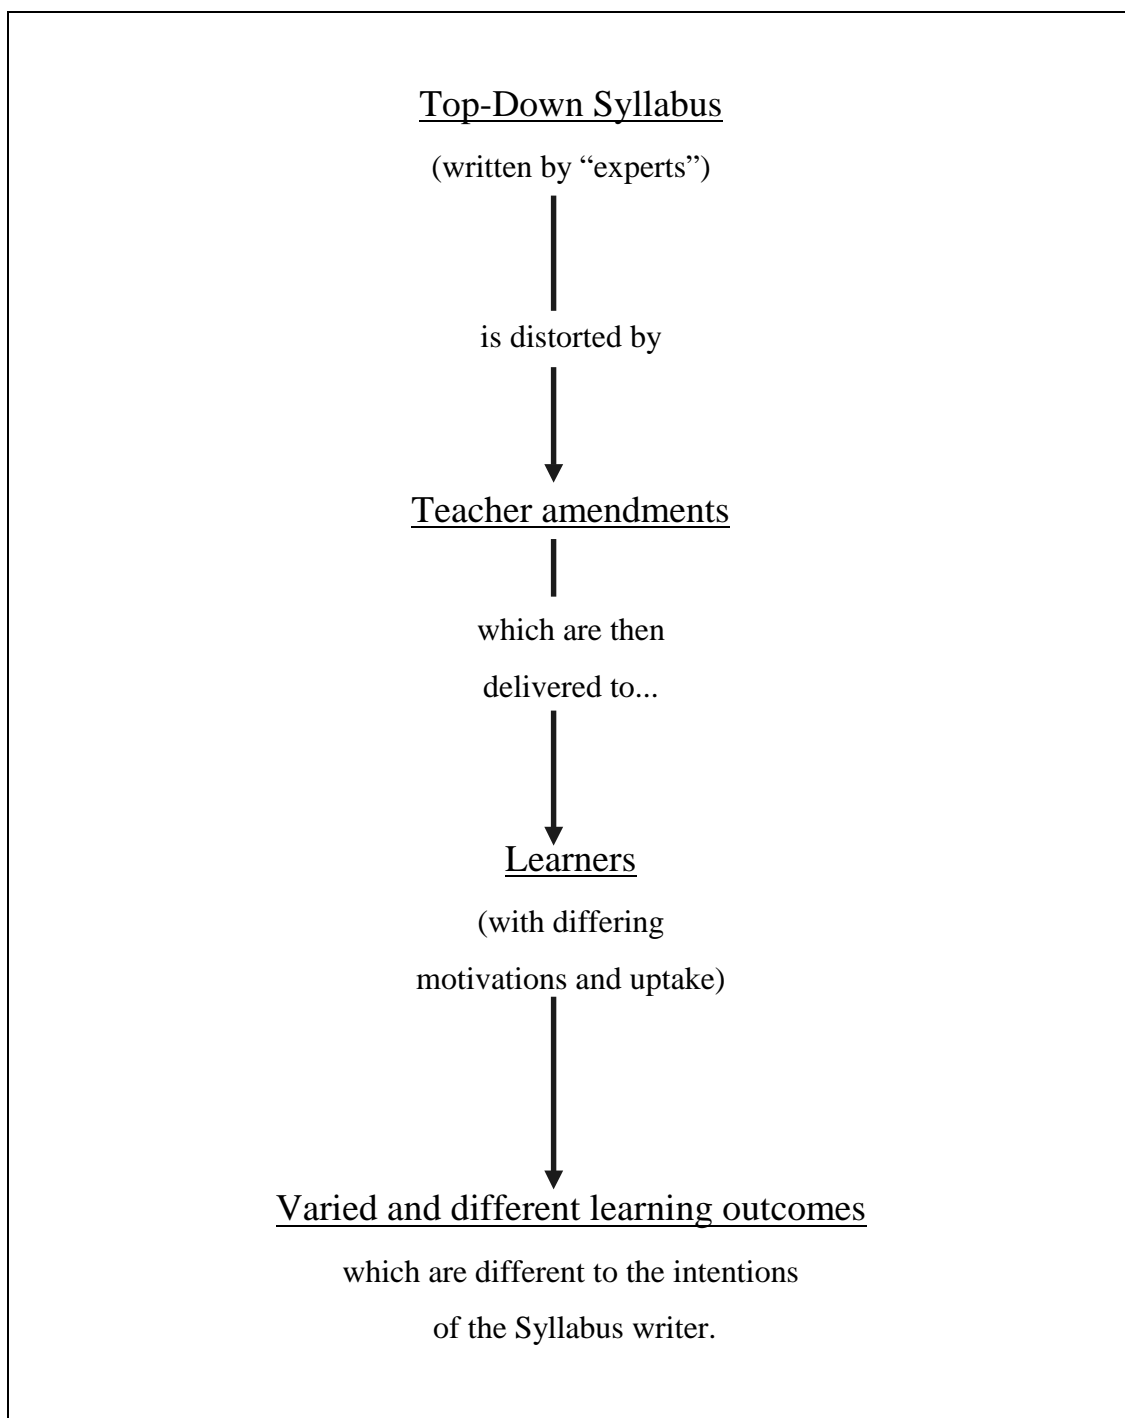 Top-Down Syllabus
(written by “experts”)
is distorted by
Teacher amendments
which are then
delivered to...
Learners
(with differing
motivations and uptake)
Varied and different learning outcomes
which are different to the intentions
of the Syllabus writer.